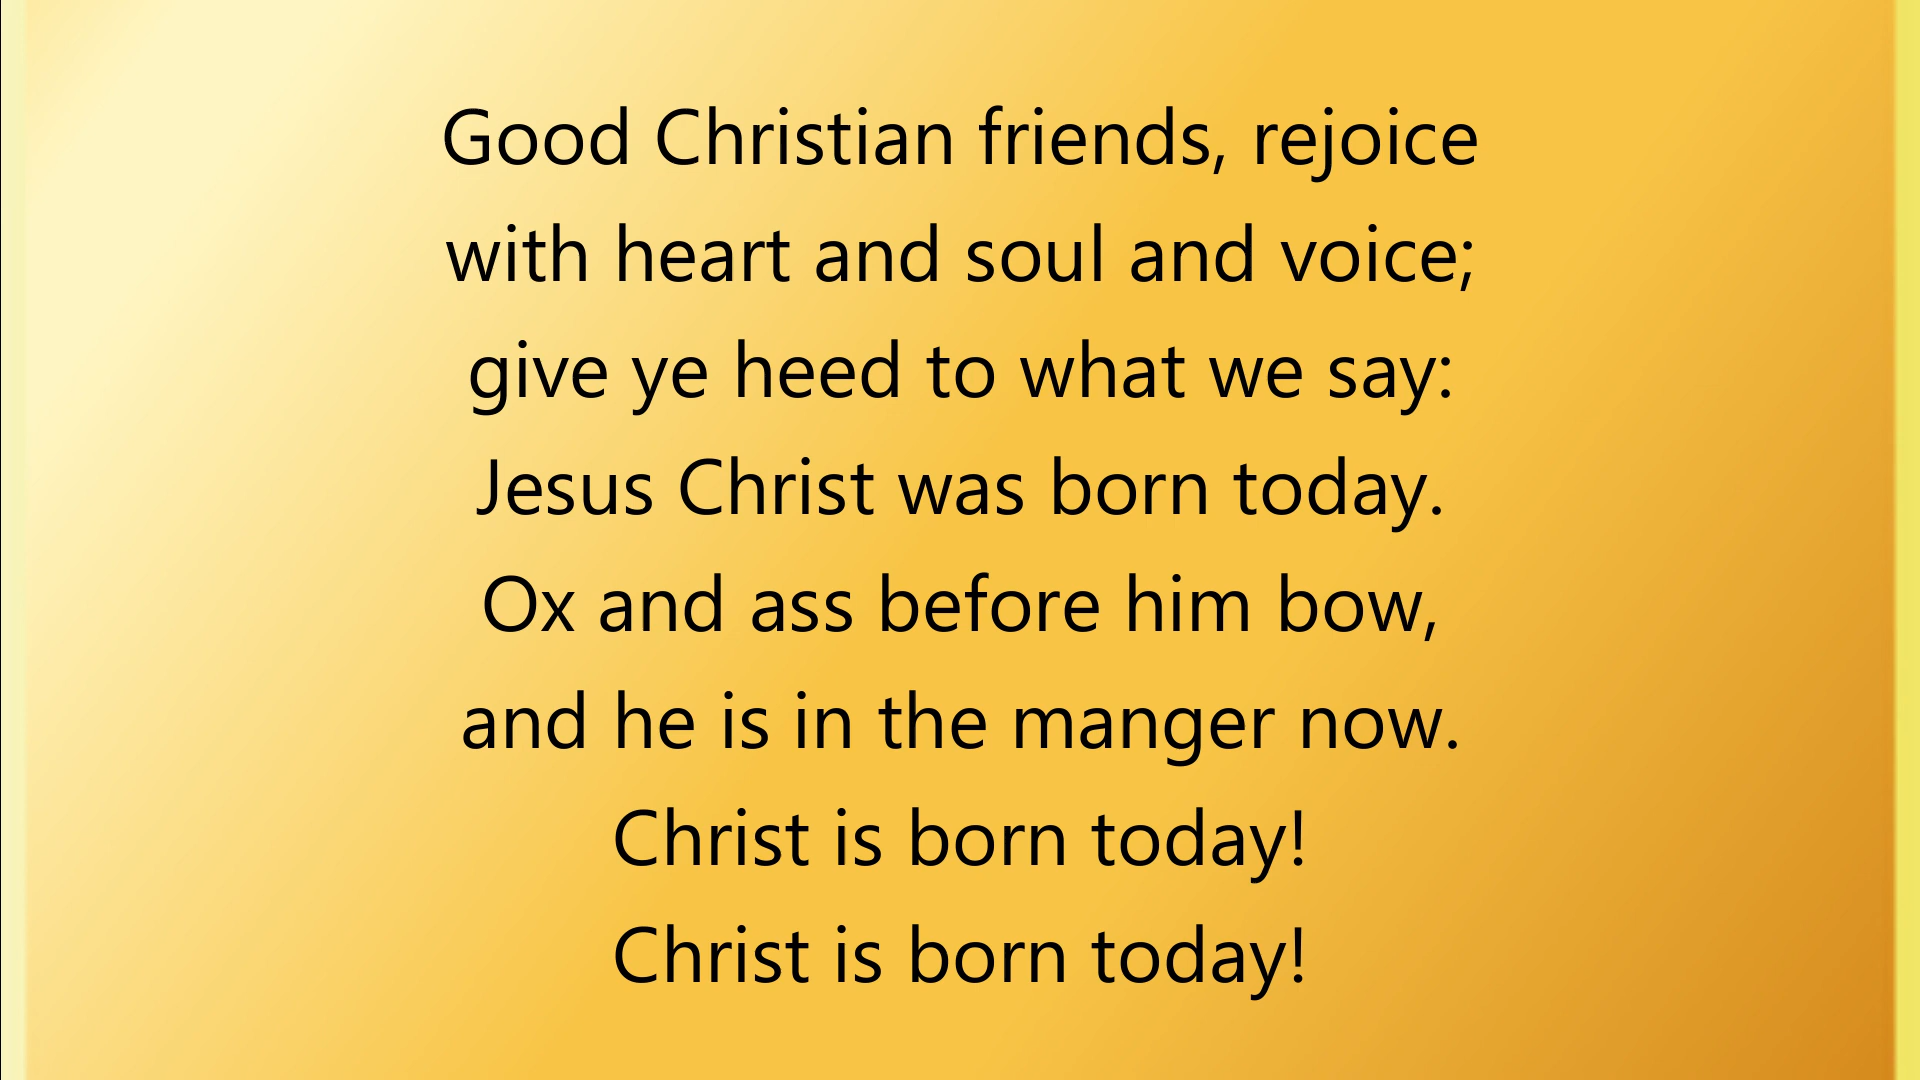 Good Christian friends, rejoice
with heart and soul and voice;
give ye heed to what we say:
Jesus Christ was born today.
Ox and ass before him bow,
and he is in the manger now.
Christ is born today!
Christ is born today!